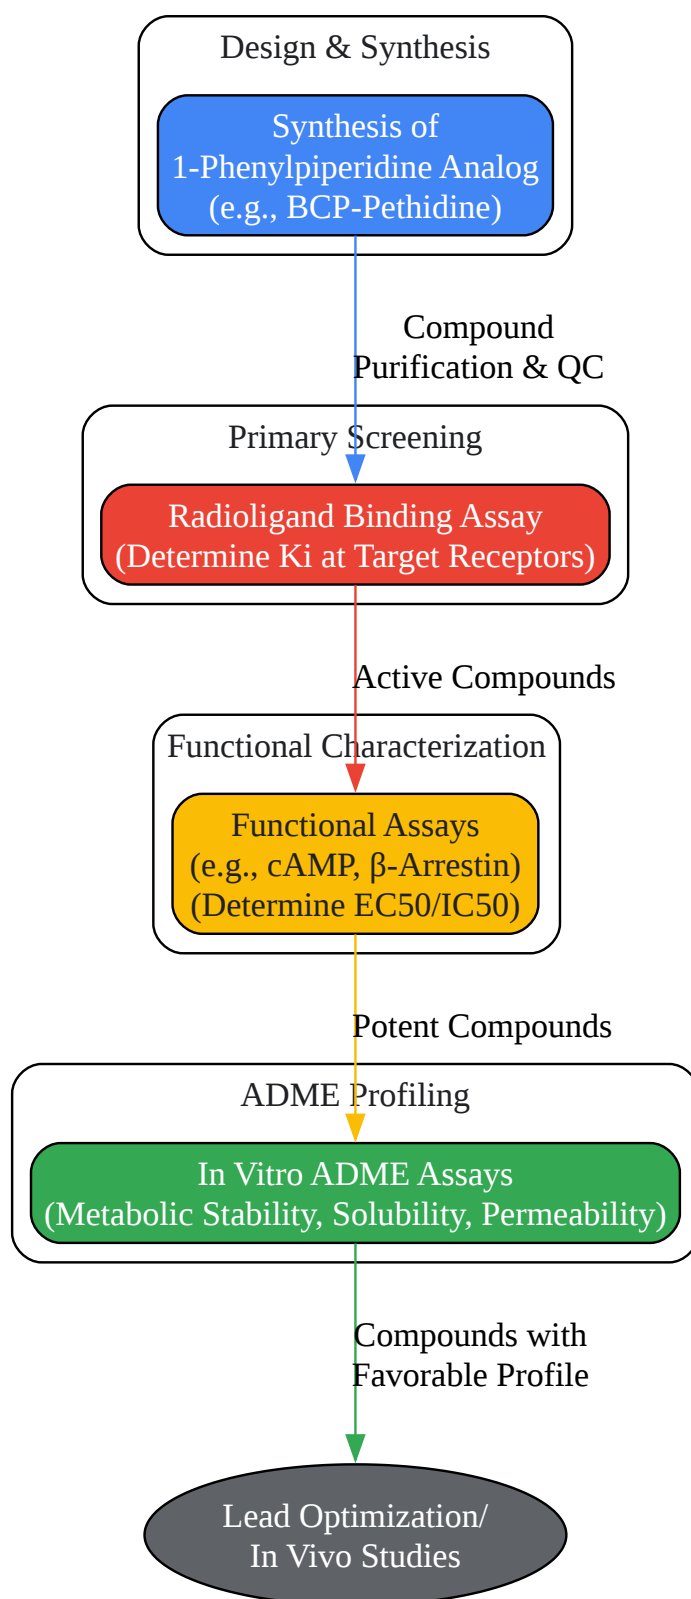 Design & Synthesis
Synthesis of
1-Phenylpiperidine Analog
(e.g., BCP-Pethidine)
Compound
Purification & QC
Primary Screening
Radioligand Binding Assay
(Determine Ki at Target Receptors)
Active Compounds
Functional Characterization
Functional Assays
(e.g., cAMP, β-Arrestin)
(Determine EC50/IC50)
Potent Compounds
ADME Profiling
In Vitro ADME Assays
(Metabolic Stability, Solubility, Permeability)
Compounds with
Favorable Profile
Lead Optimization/
In Vivo Studies